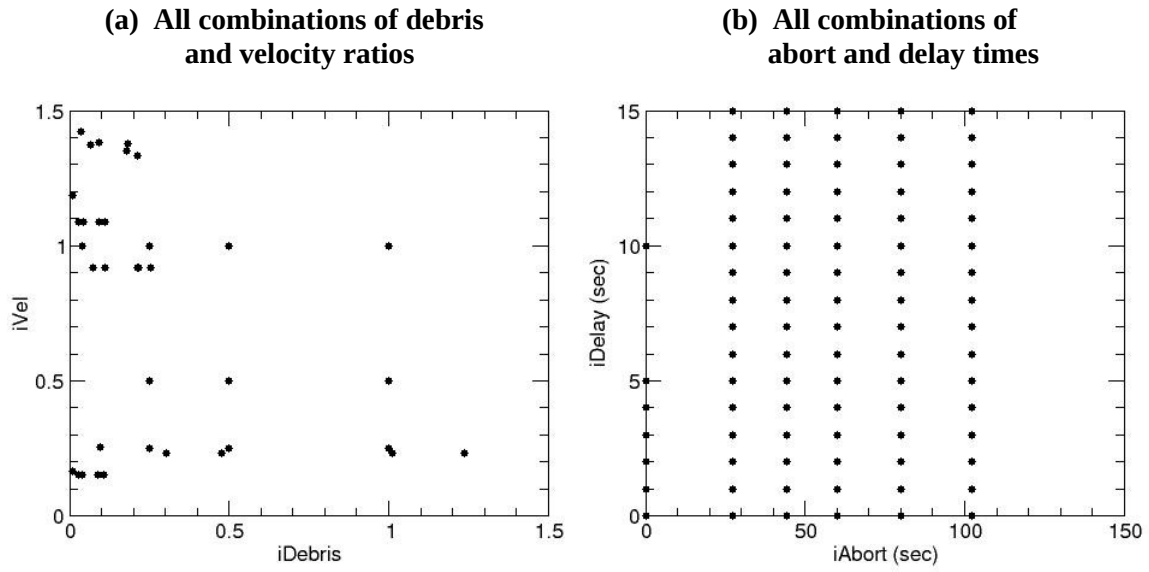 (a) All combinations of debris
and velocity ratios
1.5
1
0.5
0
iVel
0
0.5
1
1.5
iDebris
(b) All combinations of
abort and delay times
15
10
5
0
iDelay (sec)
0
50
100
150
iAbort (sec)